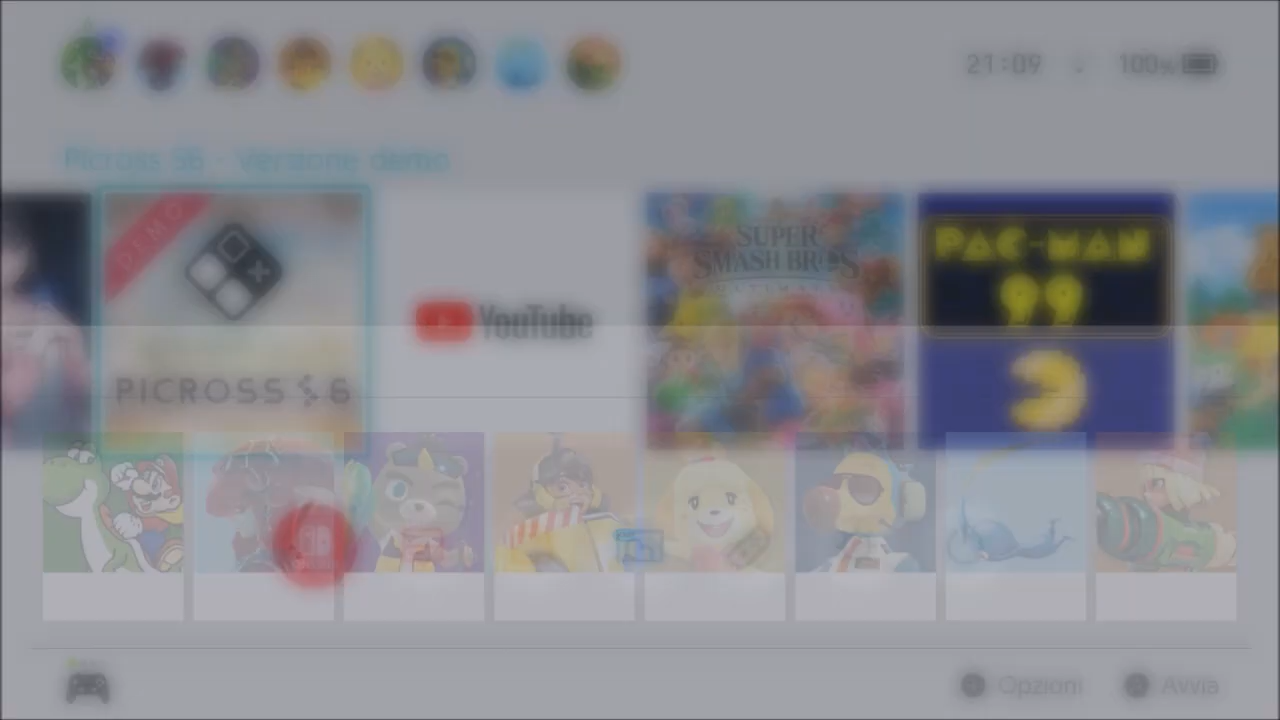 21:09 100%
Picross S6 - Versione demo
DEMO
PICROSS S6
YouTube
SUPER
SMASH BROS
ULTIMATE
PAC-MAN
99
Opzioni Avvia